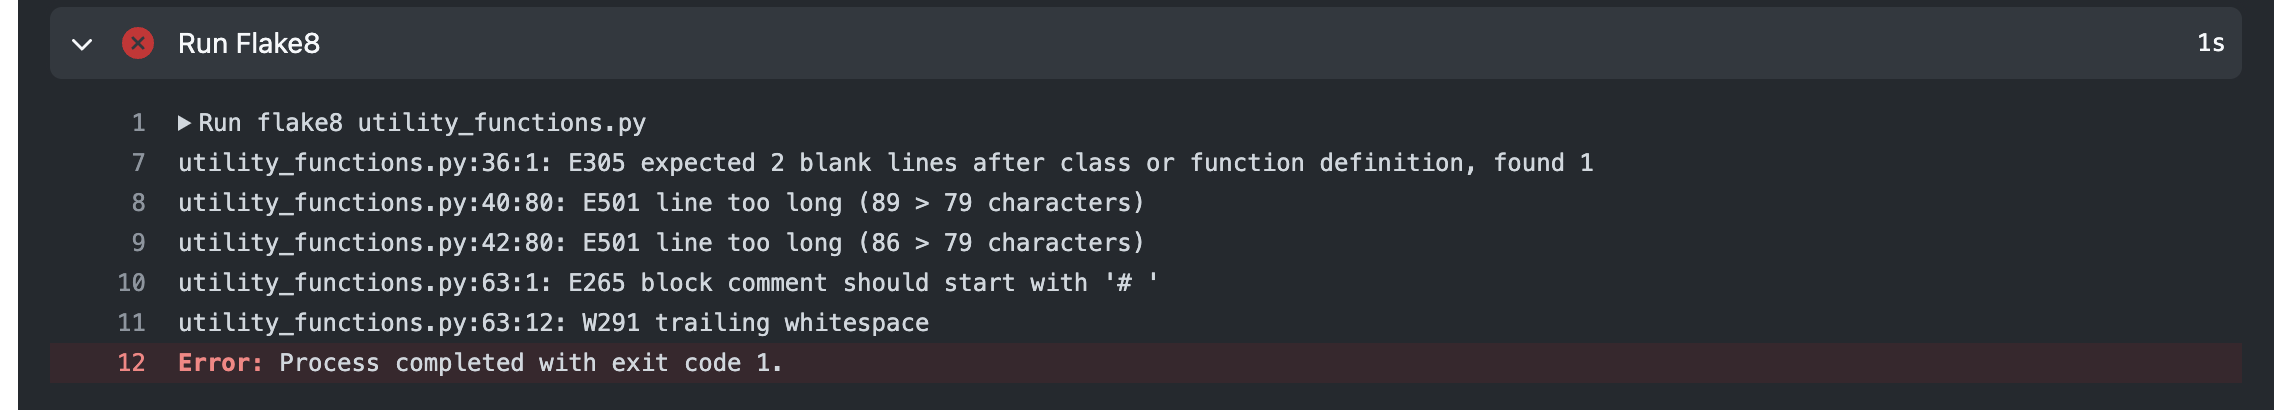 Run Flake8 1s
1 ▶ Run flake8 utility_functions.py
7 utility_functions.py:36:1: E305 expected 2 blank lines after class or function definition, found 1
8 utility_functions.py:40:80: E501 line too long (89 > 79 characters)
9 utility_functions.py:42:80: E501 line too long (86 > 79 characters)
10 utility_functions.py:63:1: E265 block comment should start with '# '
11 utility_functions.py:63:12: W291 trailing whitespace
12 Error: Process completed with exit code 1.